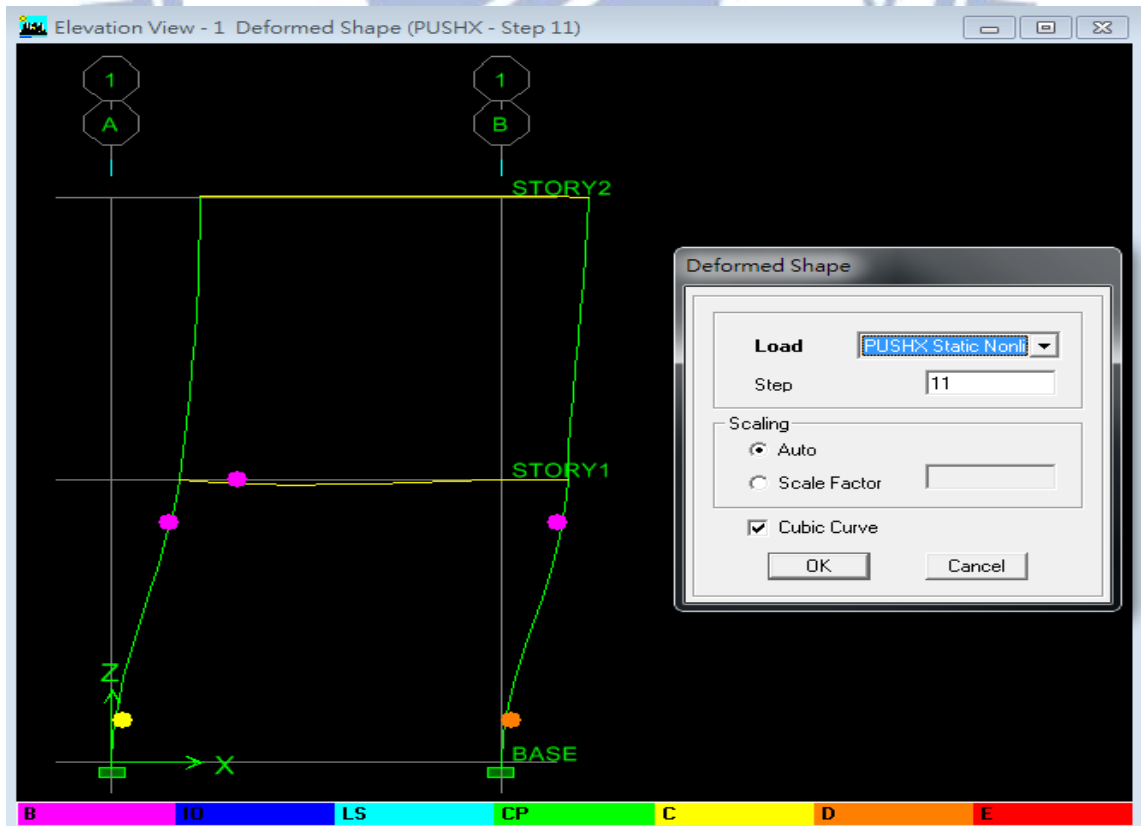 Elevation View - 1 Deformed Shape (PUSHX - Step 11)
1 1
A B
STORY2
Deformed Shape
Load PUSHX Static Nonli
Step 11
Scaling
Auto
STORY1
Scale Factor
Cubic Curve
OK Cancel
Z
X
BASE
B IO LS CP C D E